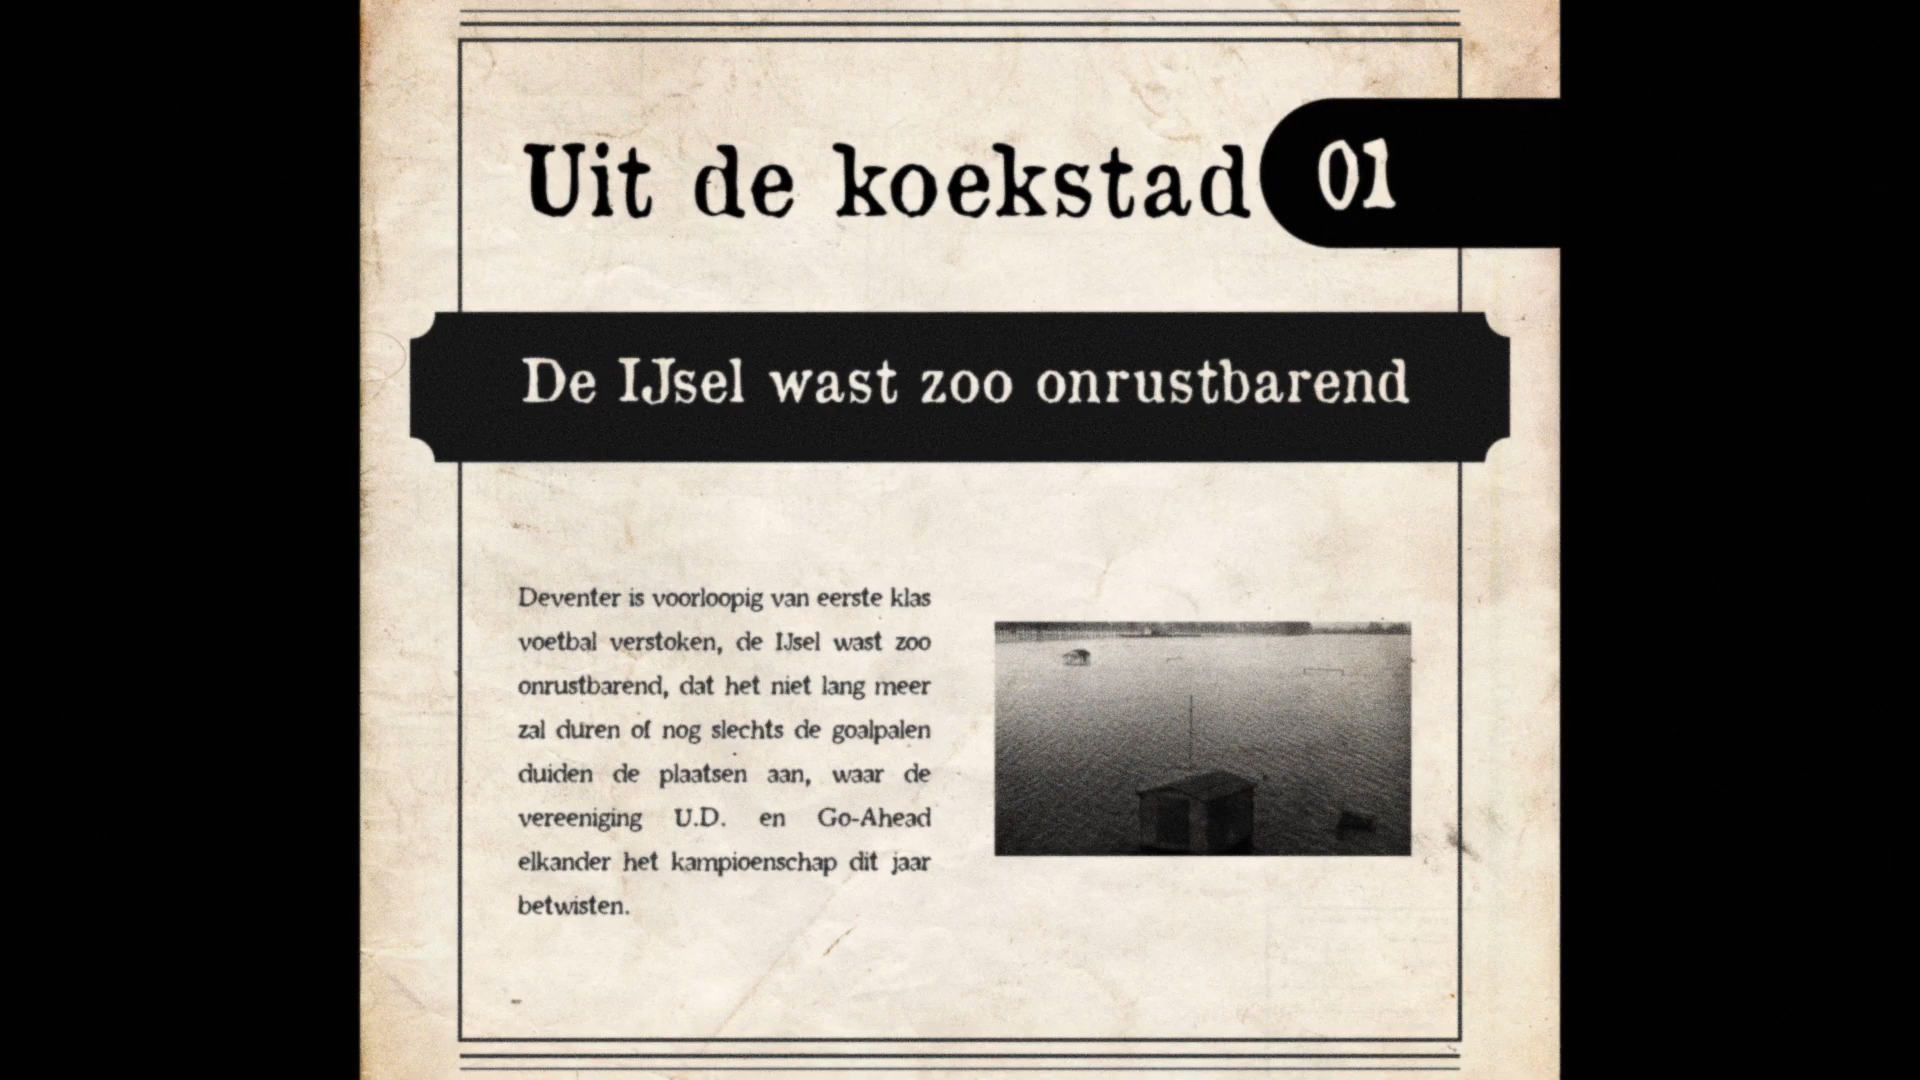 Uit de koekstad
01
De IJsel wast zoo onrustbarend
Deventer is voorloopig van eerste klas
voetbal verstoken, de IJsel wast zoo
onrustbarend, dat het niet lang meer
zal duren of nog slechts de goalpalen
duiden de plaatsen aan, waar de
vereeniging U.D. en Go-Ahead
elkander het kampioenschap dit jaar
betwisten.